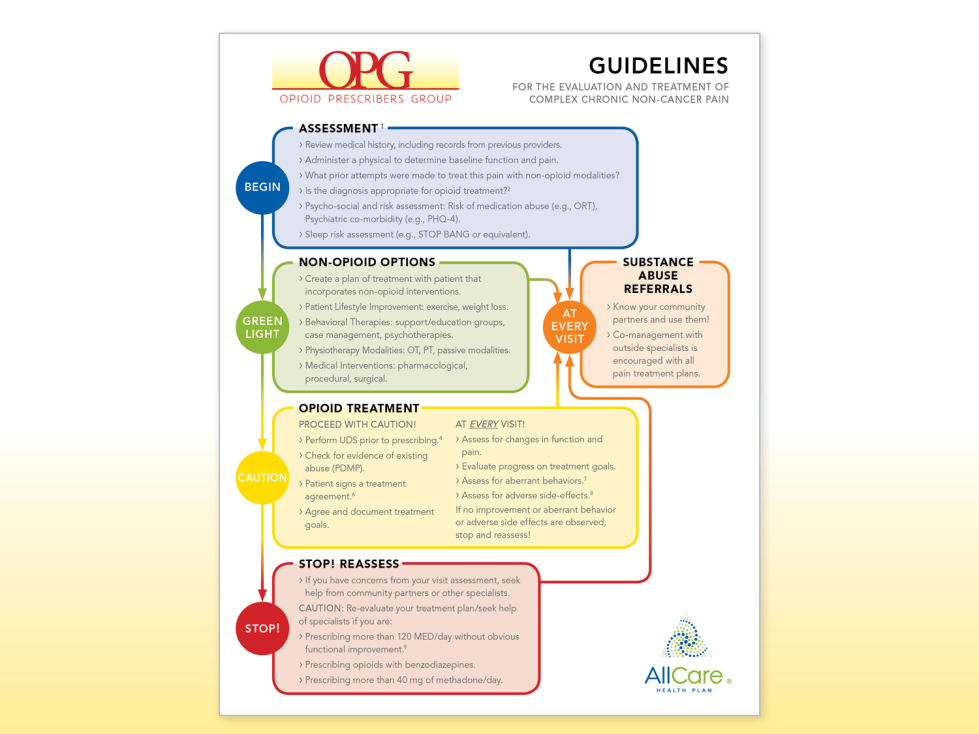 OPG
OPIOID PRESCRIBERS GROUP
GUIDELINES
FOR THE EVALUATION AND TREATMENT OF
COMPLEX CHRONIC NON-CANCER PAIN
BEGIN
ASSESSMENT ¹
› Review medical history, including records from previous providers.
› Administer a physical to determine baseline function and pain.
› What prior attempts were made to treat this pain with non-opioid modalities?
› Is the diagnosis appropriate for opioid treatment?²
› Psycho-social and risk assessment: Risk of medication abuse (e.g., ORT),
Psychiatric co-morbidity (e.g., PHQ-4).
› Sleep risk assessment (e.g., STOP BANG or equivalent).
GREEN
LIGHT
NON-OPIOID OPTIONS
› Create a plan of treatment with patient that
incorporates non-opioid interventions.
› Patient Lifestyle Improvement: exercise, weight loss.
› Behavioral Therapies: support/education groups,
case management, psychotherapies.
› Physiotherapy Modalities: OT, PT, passive modalities.
› Medical Interventions: pharmacological,
procedural, surgical.
AT
EVERY
VISIT
SUBSTANCE
ABUSE
REFERRALS
› Know your community
partners and use them!
› Co-management with
outside specialists is
encouraged with all
pain treatment plans.
CAUTION
OPIOID TREATMENT
PROCEED WITH CAUTION!
› Perform UDS prior to prescribing.⁴
› Check for evidence of existing
abuse (PDMP).
› Patient signs a treatment
agreement.⁶
› Agree and document treatment
goals.
AT EVERY VISIT!
› Assess for changes in function and
pain.
› Evaluate progress on treatment goals.
› Assess for aberrant behaviors.⁷
› Assess for adverse side-effects.⁸
If no improvement or aberrant behavior
or adverse side effects are observed,
stop and reassess!
STOP!
STOP! REASSESS
› If you have concerns from your visit assessment, seek
help from community partners or other specialists.
CAUTION: Re-evaluate your treatment plan/seek help
of specialists if you are:
› Prescribing more than 120 MED/day without obvious
functional improvement.⁹
› Prescribing opioids with benzodiazepines.
› Prescribing more than 40 mg of methadone/day.
AllCare®
HEALTH PLAN